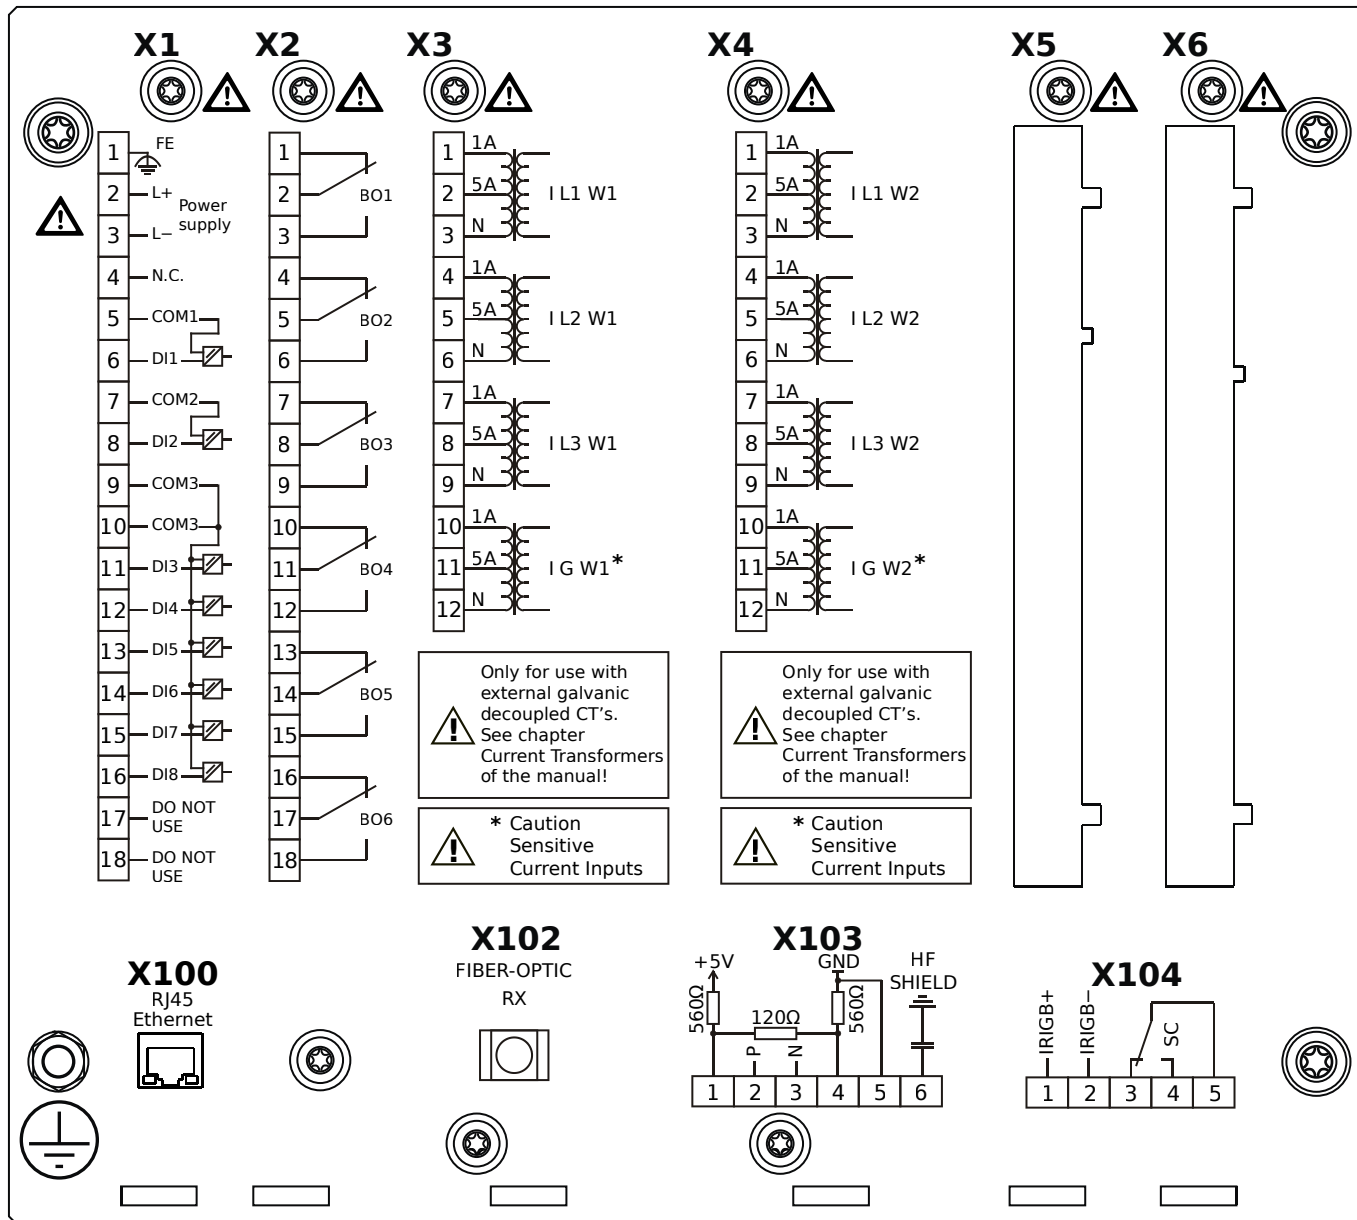 X1
X2
X3
X4
X5
X6
1 FE
2 L+ Power
supply
3 L−
4 N.C.
5 COM1
6 DI1
7 COM2
8 DI2
9 COM3
10 COM3
11 DI3
12 DI4
13 DI5
14 DI6
15 DI7
16 DI8
17 DO NOT
USE
18 DO NOT
USE
1
2 BO1
3
4
5 BO2
6
7
8 BO3
9
10
11 BO4
12
13
14 BO5
15
16
17 BO6
18
1 1A
2 5A I L1 W1
3 N
4 1A
5 5A I L2 W1
6 N
7 1A
8 5A I L3 W1
9 N
10 1A
11 5A I G W1*
12 N
Only for use with
external galvanic
decoupled CT's.
See chapter
Current Transformers
of the manual!
* Caution
Sensitive
Current Inputs
1 1A
2 5A I L1 W2
3 N
4 1A
5 5A I L2 W2
6 N
7 1A
8 5A I L3 W2
9 N
10 1A
11 5A I G W2*
12 N
Only for use with
external galvanic
decoupled CT's.
See chapter
Current Transformers
of the manual!
* Caution
Sensitive
Current Inputs
X100
RJ45
Ethernet
X102
FIBER-OPTIC
RX
X103
+5V
GND
HF
SHIELD
560Ω
120Ω
560Ω
P
N
1 2 3 4 5 6
X104
IRIGB+
IRIGB−
SC
1 2 3 4 5